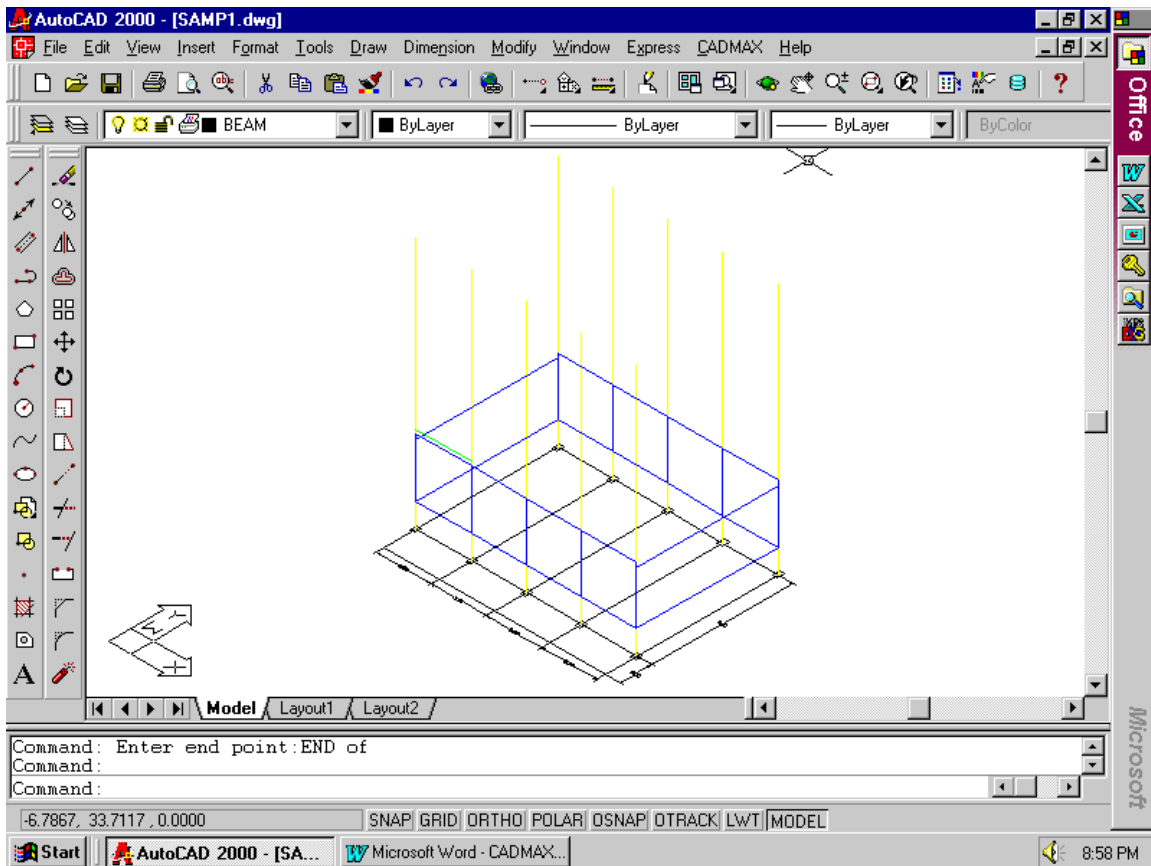 AutoCAD 2000 - [SAMP1.dwg]
File Edit View Insert Format Tools Draw Dimension Modify Window Express CADMAX Help
BEAM ByLayer ByLayer ByLayer ByColor
Office
A
Model Layout1 Layout2
Command: Enter end point:END of
Command:
Command:
-6.7867, 33.7117 , 0.0000 SNAP GRID ORTHO POLAR OSNAP OTRACK LWT MODEL
Microsoft
Start AutoCAD 2000 - [SA... Microsoft Word - CADMAX... 8:58 PM